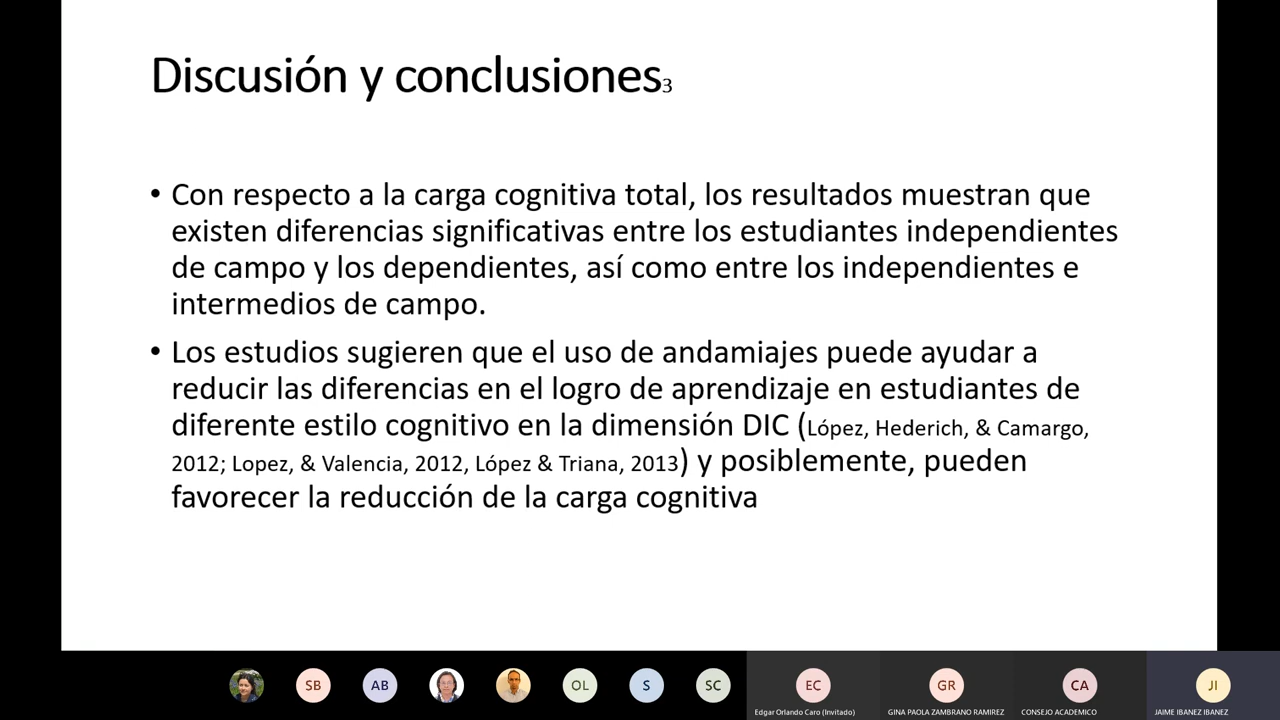 Discusión y conclusiones3
• Con respecto a la carga cognitiva total, los resultados muestran que
existen diferencias significativas entre los estudiantes independientes
de campo y los dependientes, así como entre los independientes e
intermedios de campo.
• Los estudios sugieren que el uso de andamiajes puede ayudar a
reducir las diferencias en el logro de aprendizaje en estudiantes de
diferente estilo cognitivo en la dimensión DIC (López, Hederich, & Camargo,
2012; Lopez, & Valencia, 2012, López & Triana, 2013) y posiblemente, pueden
favorecer la reducción de la carga cognitiva
SB AB OL S SC EC GR CA JI
Edgar Orlando Caro (Invitado) GINA PAOLA ZAMBRANO RAMIREZ CONSEJO ACADEMICO JAIME IBANEZ IBANEZ